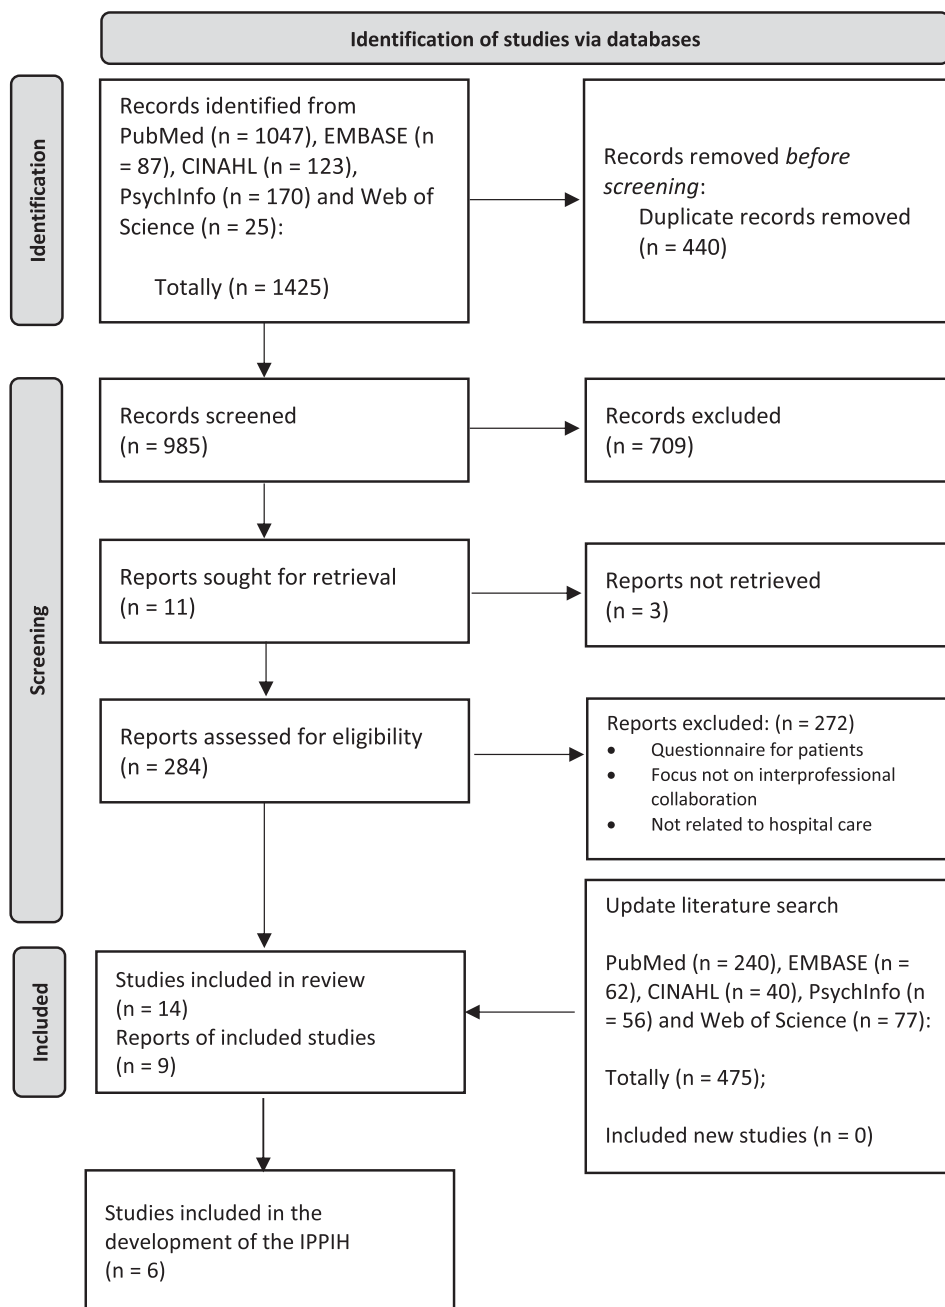 Identification of studies via databases
Identification
Records identified from
PubMed (n = 1047), EMBASE (n
= 87), CINAHL (n = 123),
PsychInfo (n = 170) and Web of
Science (n = 25):
Totally (n = 1425)
Records removed before
screening:
Duplicate records removed
(n = 440)
Screening
Records screened
(n = 985)
Records excluded
(n = 709)
Reports sought for retrieval
(n = 11)
Reports not retrieved
(n = 3)
Reports assessed for eligibility
(n = 284)
Reports excluded: (n = 272)
• Questionnaire for patients
• Focus not on interprofessional
collaboration
• Not related to hospital care
Update literature search
PubMed (n = 240), EMBASE (n =
62), CINAHL (n = 40), PsychInfo (n
= 56) and Web of Science (n = 77):
Totally (n = 475);
Included new studies (n = 0)
Included
Studies included in review
(n = 14)
Reports of included studies
(n = 9)
Studies included in the
development of the IPPIH
(n = 6)